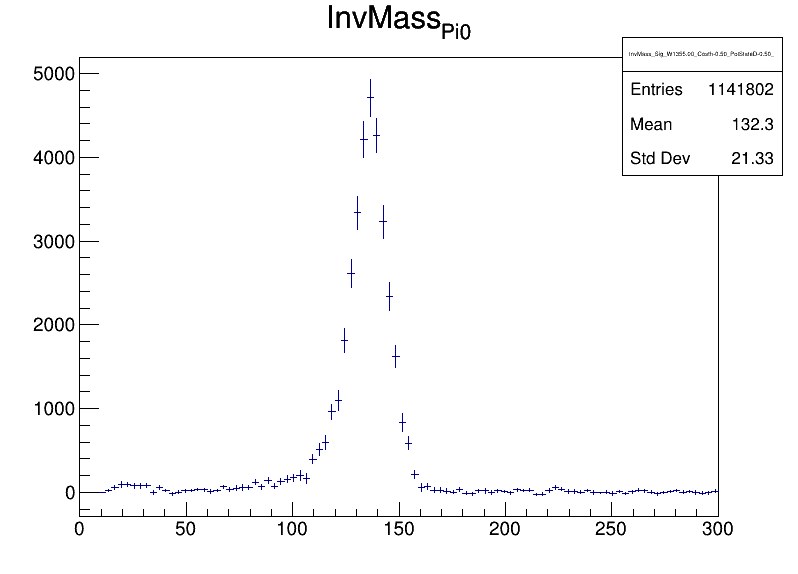 InvMassPi0
InvMass_Sig_W1355.00_Costh-0.50_PolStateD-0.50_
Entries 1141802
Mean 132.3
Std Dev 21.33
5000
4000
3000
2000
1000
0
0 50 100 150 200 250 300